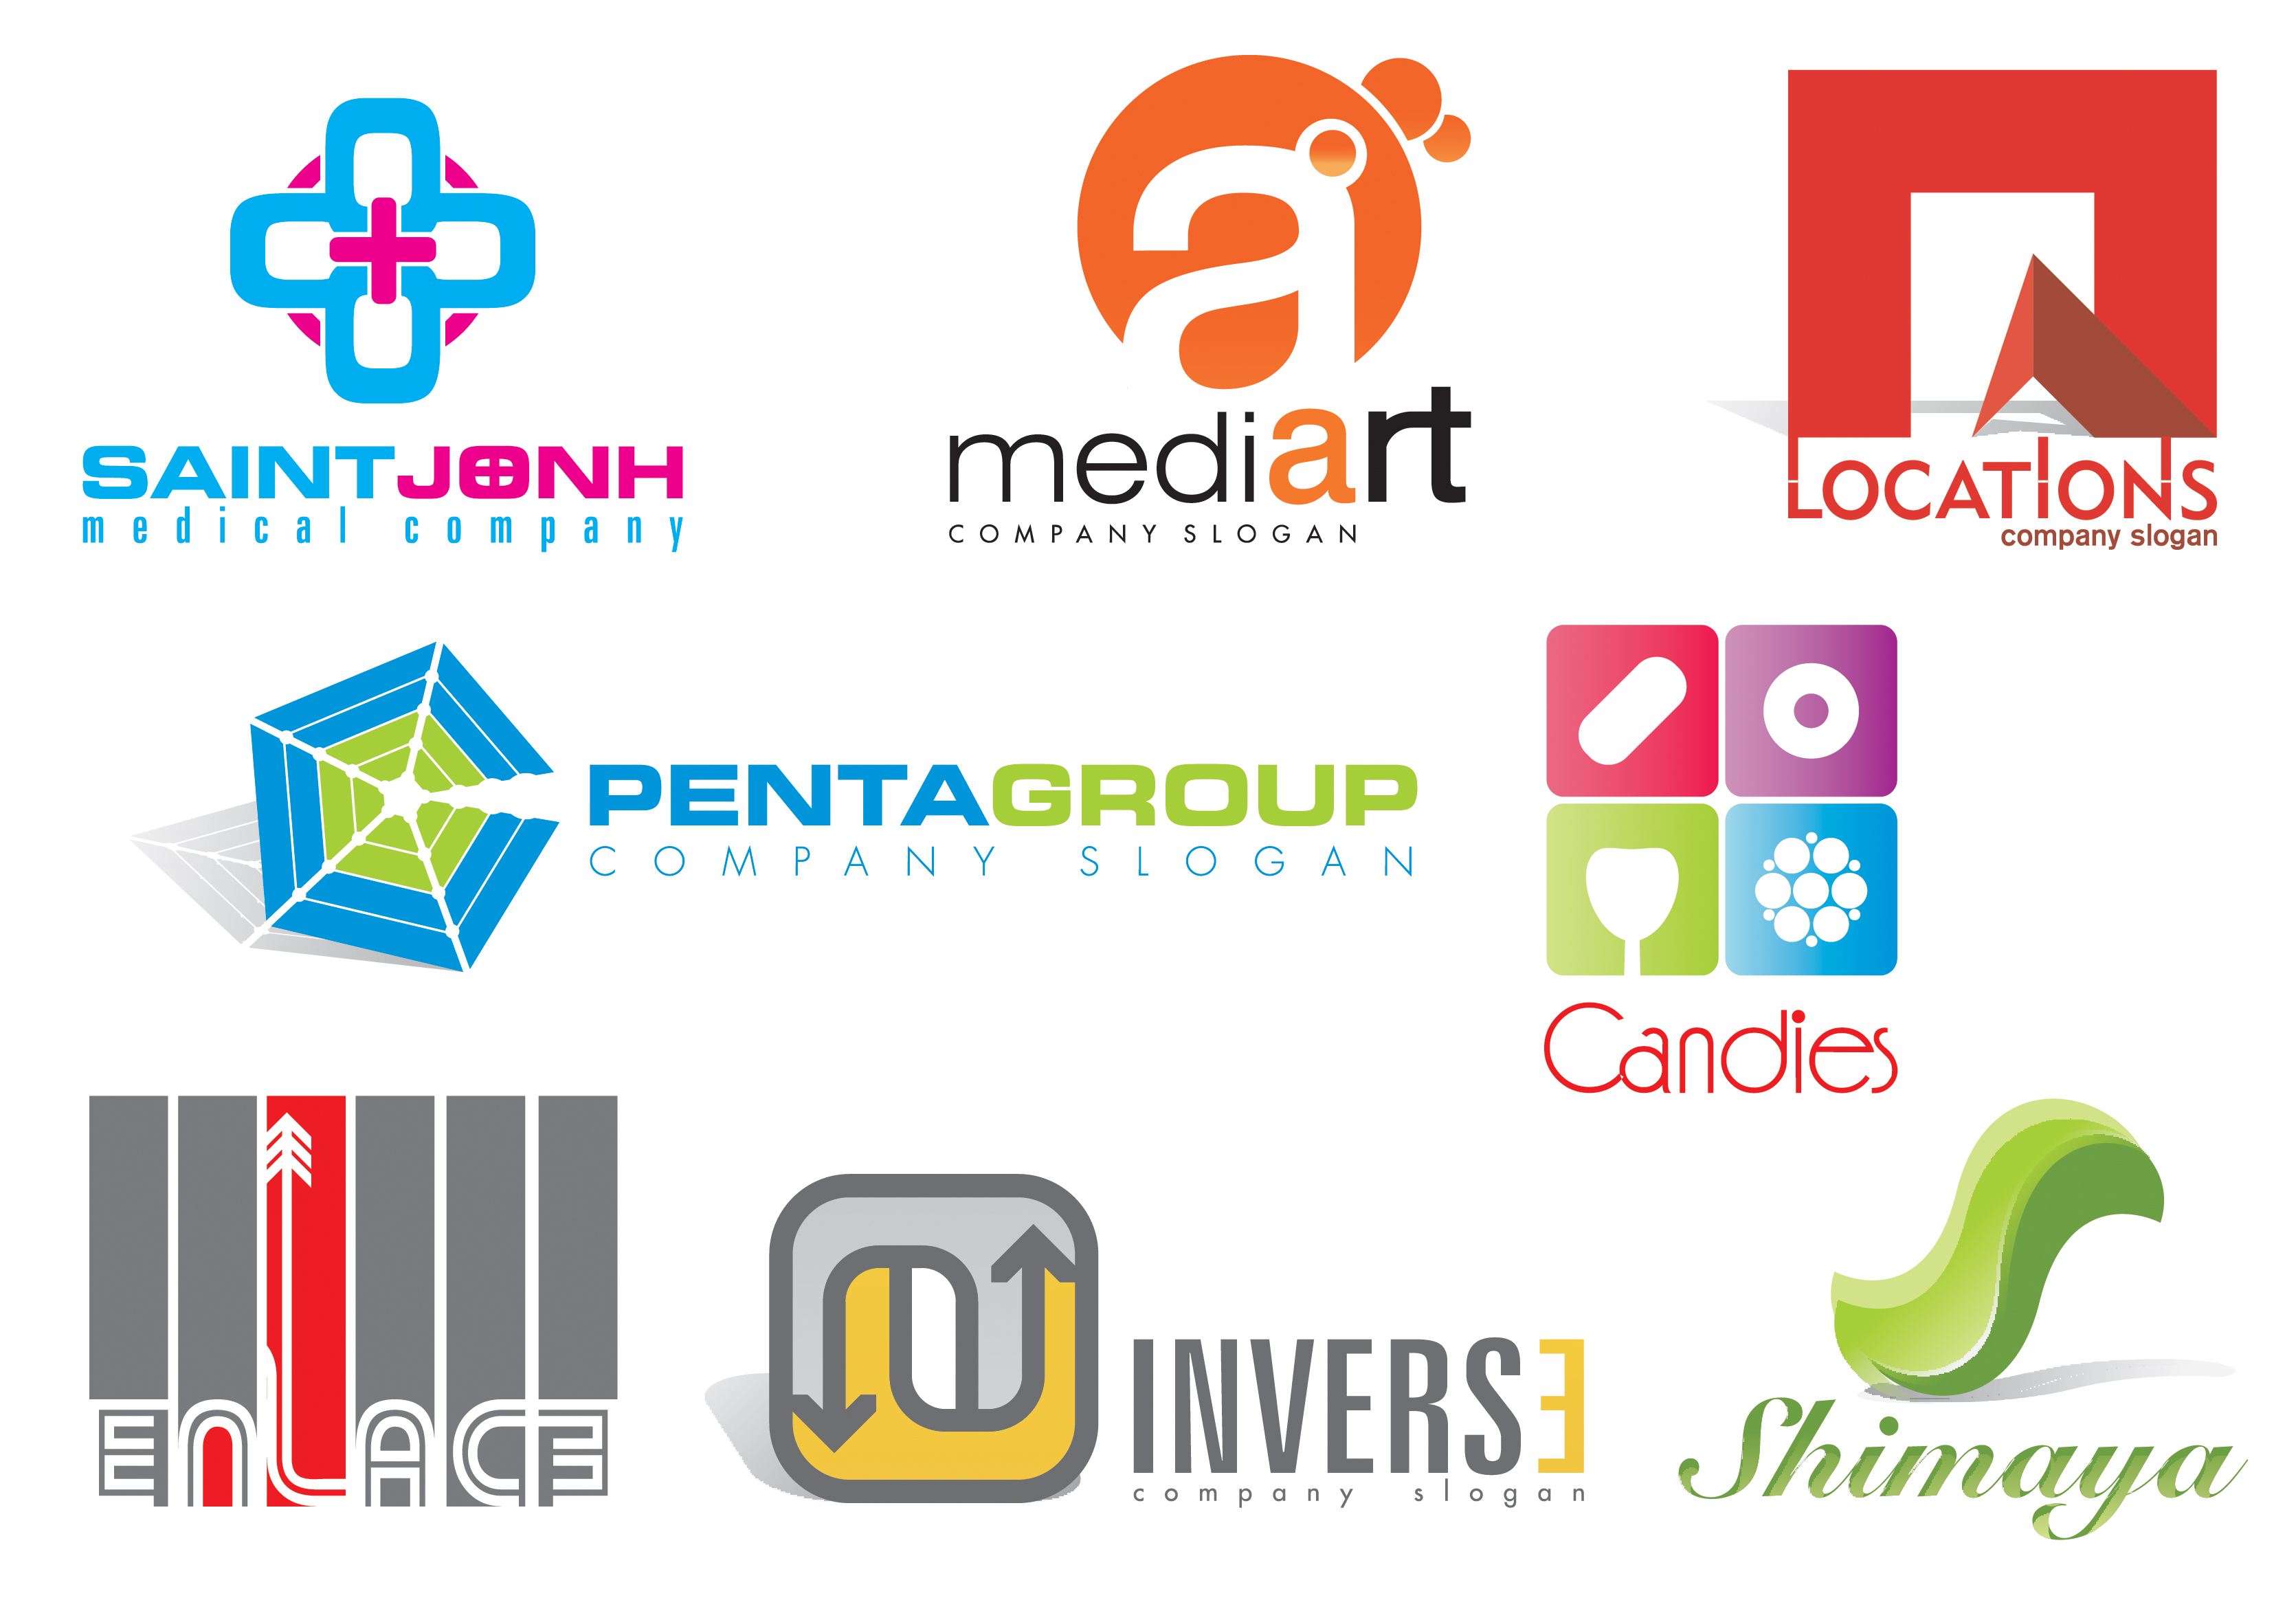 SAINTJONH
medical company
a
mediart
COMPANY SLOGAN
LOCATIONS
company slogan
PENTAGROUP
COMPANY SLOGAN
Candies
ENLACE
INVERSE
company slogan
Shimaya